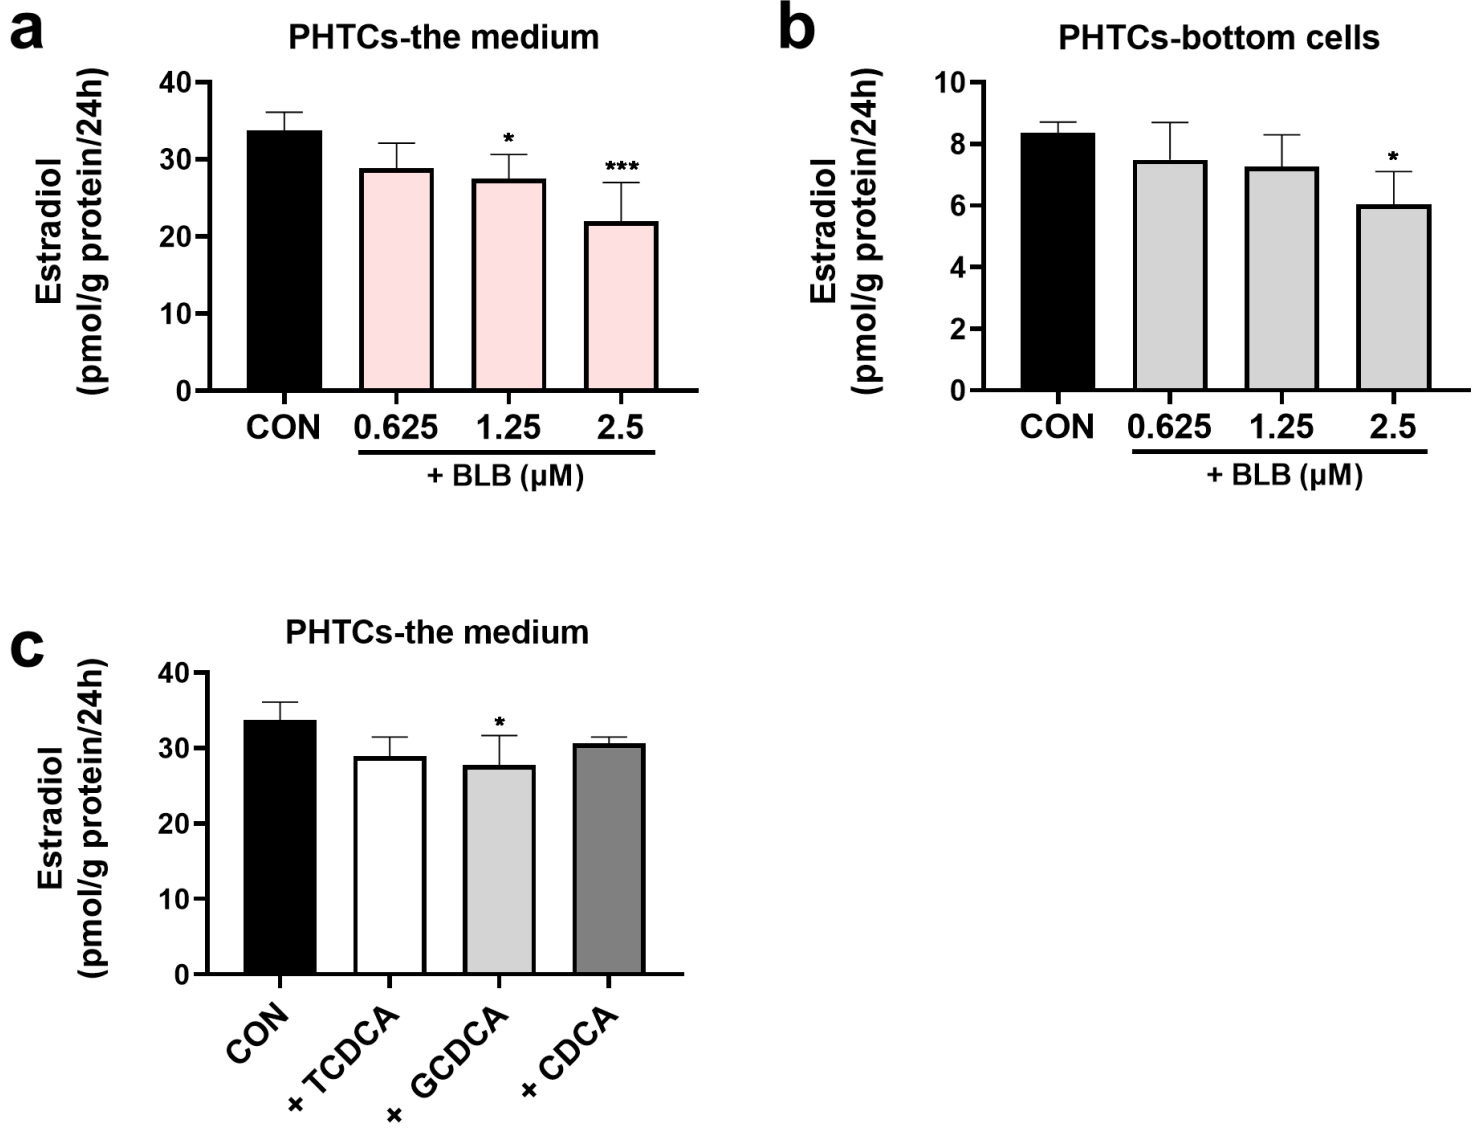 a
PHTCs-the medium
Estradiol
(pmol/g protein/24h)
40
30
20
10
0
*
***
CON 0.625 1.25 2.5
+ BLB (μM)
b
PHTCs-bottom cells
Estradiol
(pmol/g protein/24h)
10
8
6
4
2
0
*
CON 0.625 1.25 2.5
+ BLB (μM)
c
PHTCs-the medium
Estradiol
(pmol/g protein/24h)
40
30
20
10
0
*
CON
+ TCDCA
+ GCDCA
+ CDCA